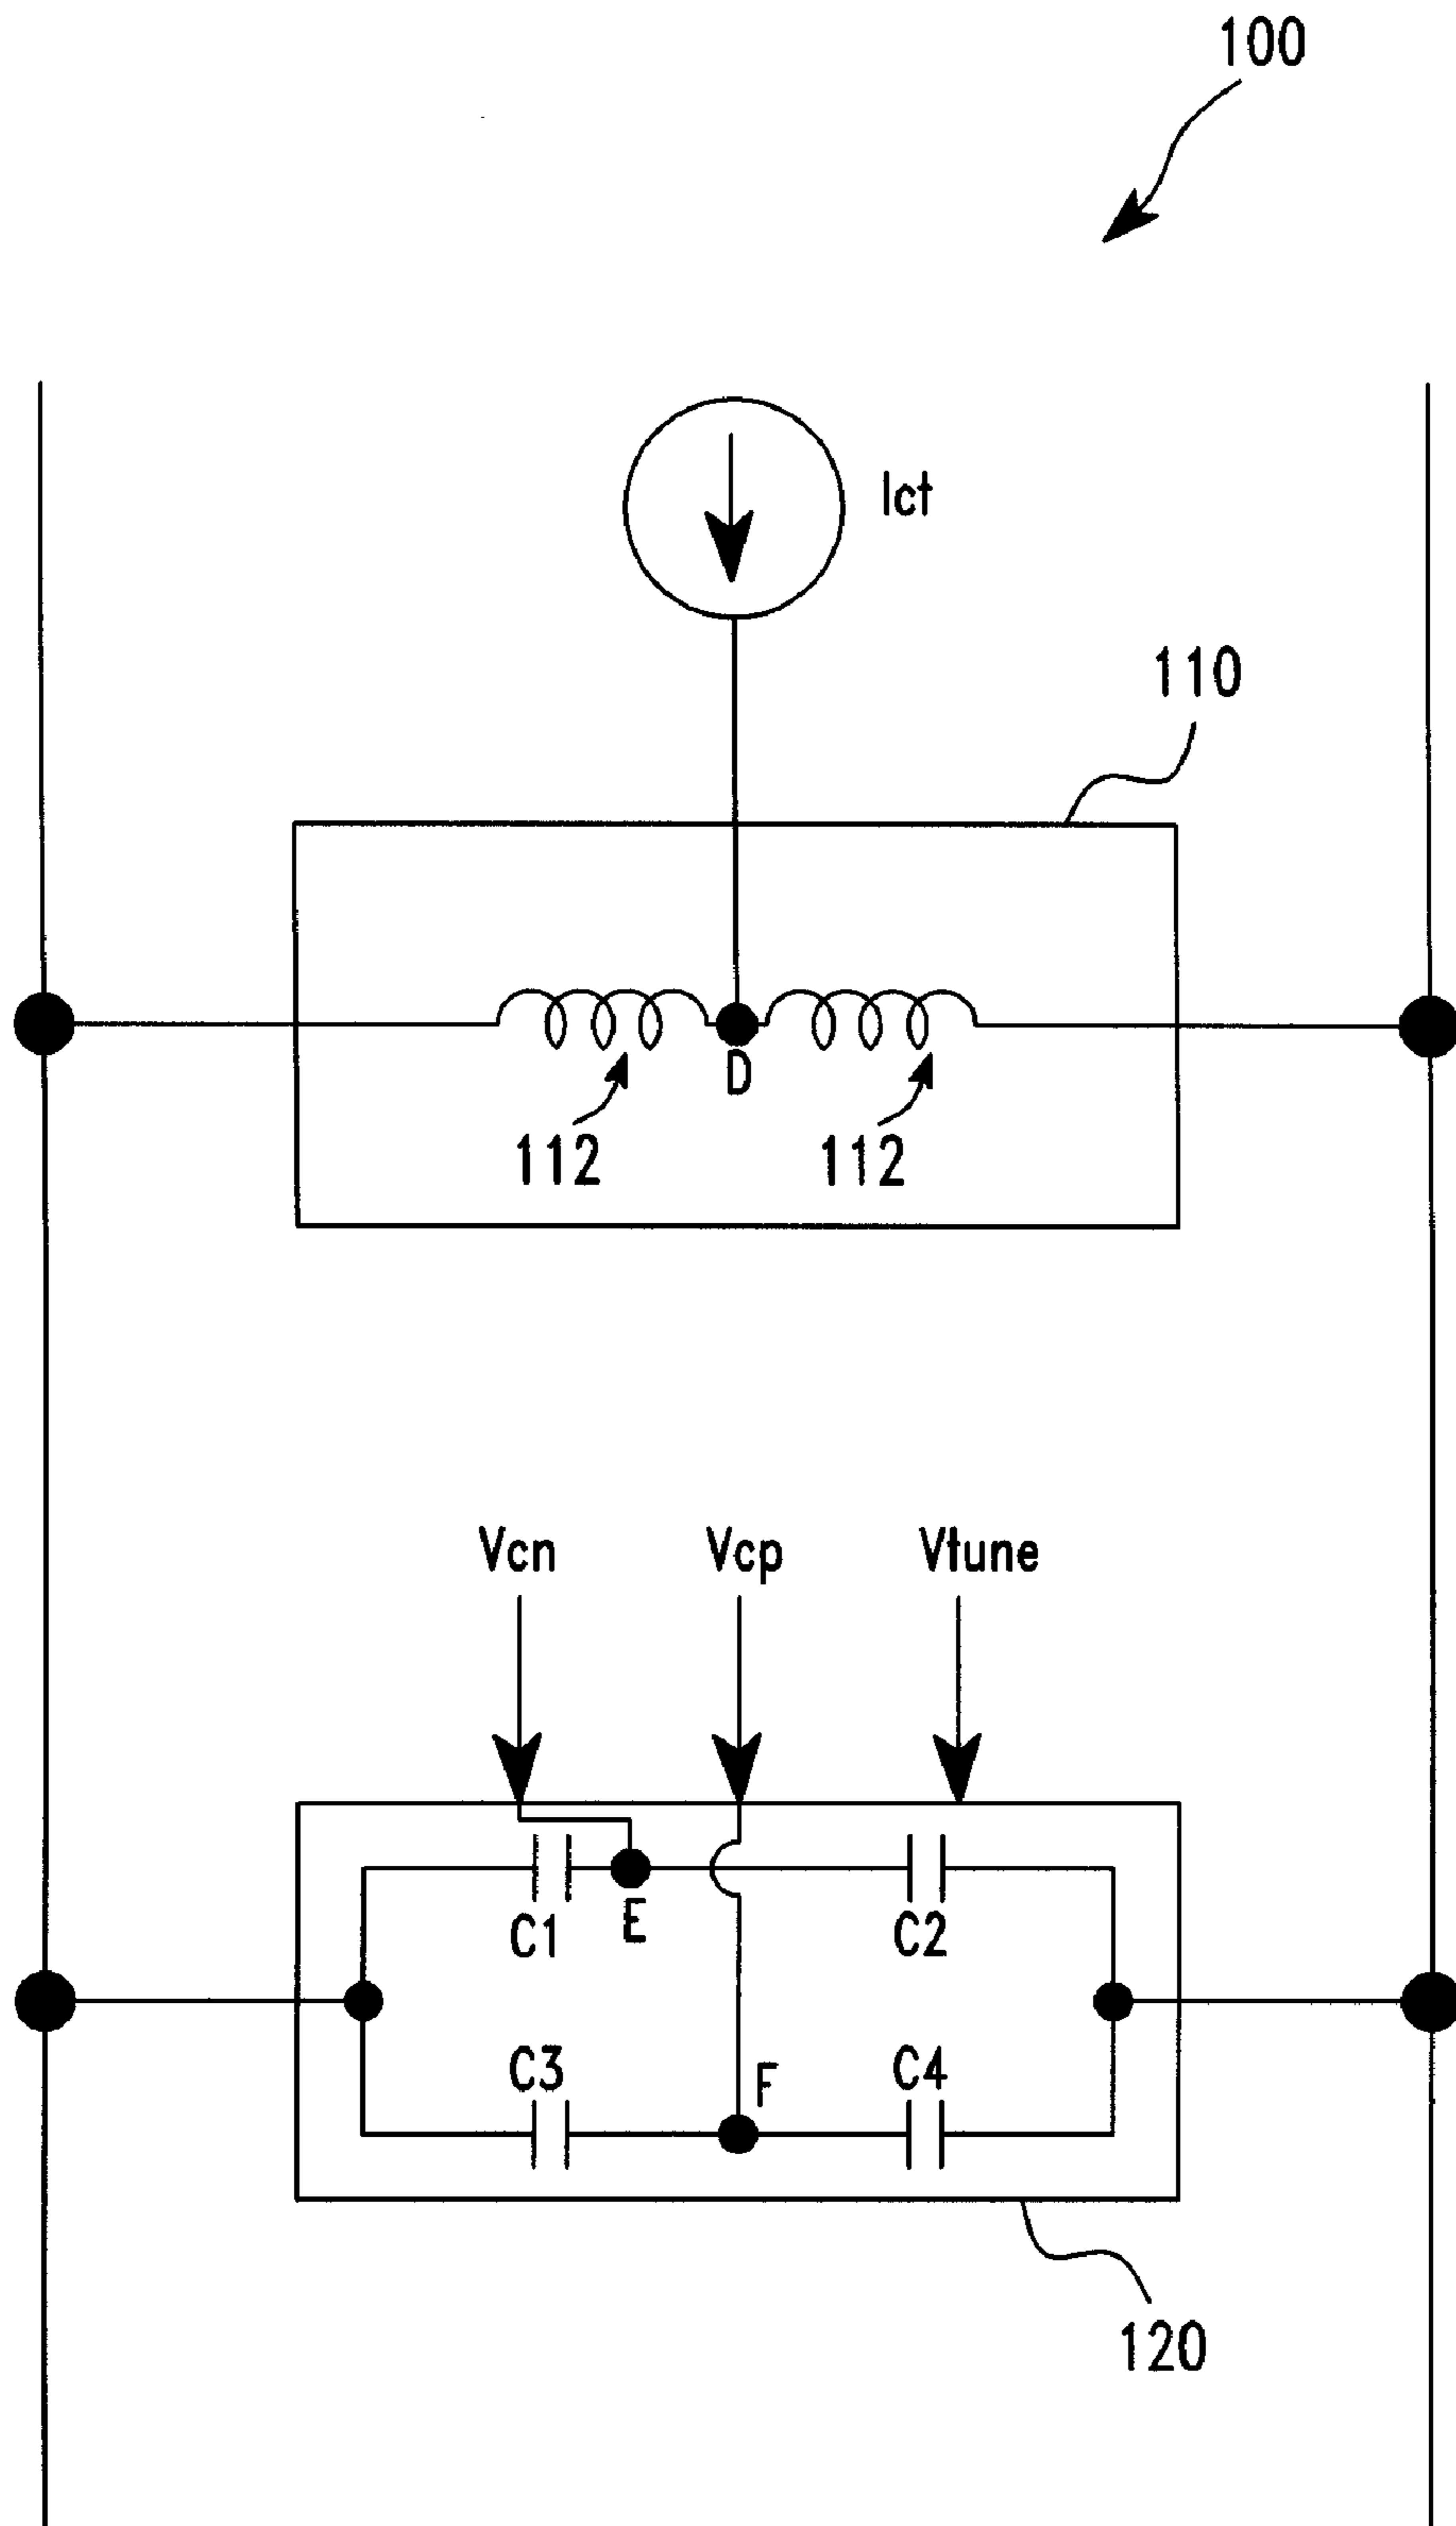 100
Ict
110
D
112 112
Vcn Vcp Vtune
C1 E C2
C3 F C4
120